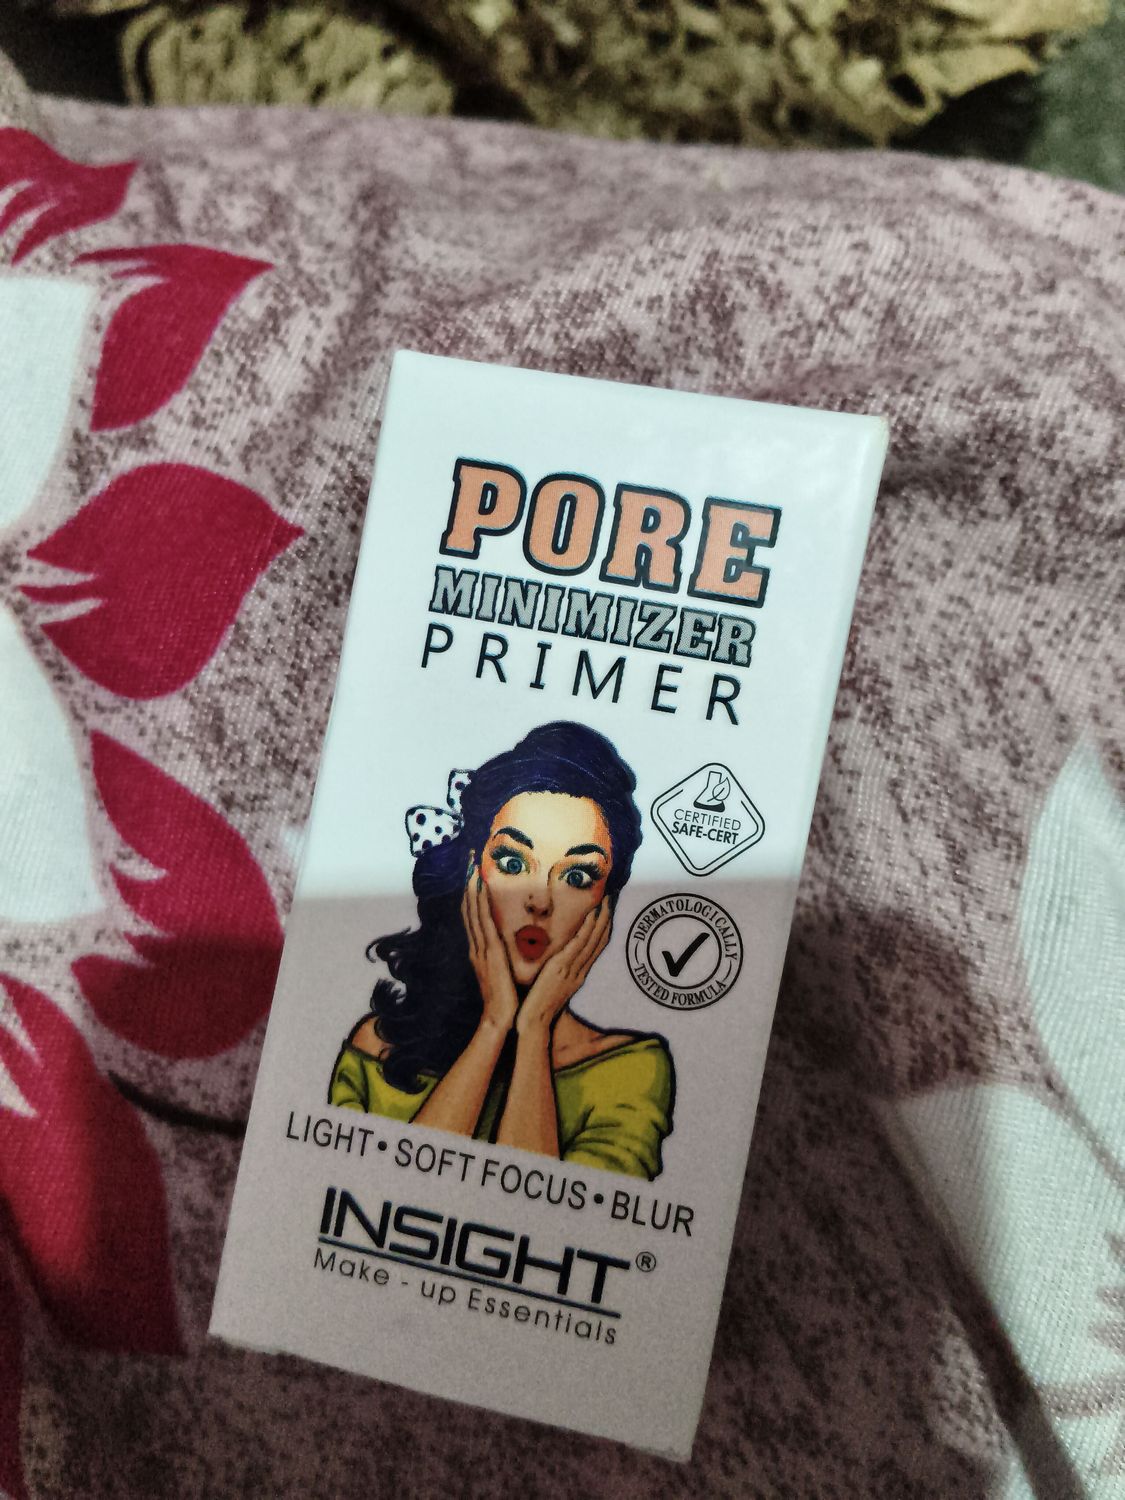 PORE
MINIMIZER
PRIMER
CERTIFIED
SAFE-CERT
DERMATOLOGICALLY
TESTED FORMULA
LIGHT • SOFT FOCUS • BLUR
INSIGHT®
Make - up Essentials